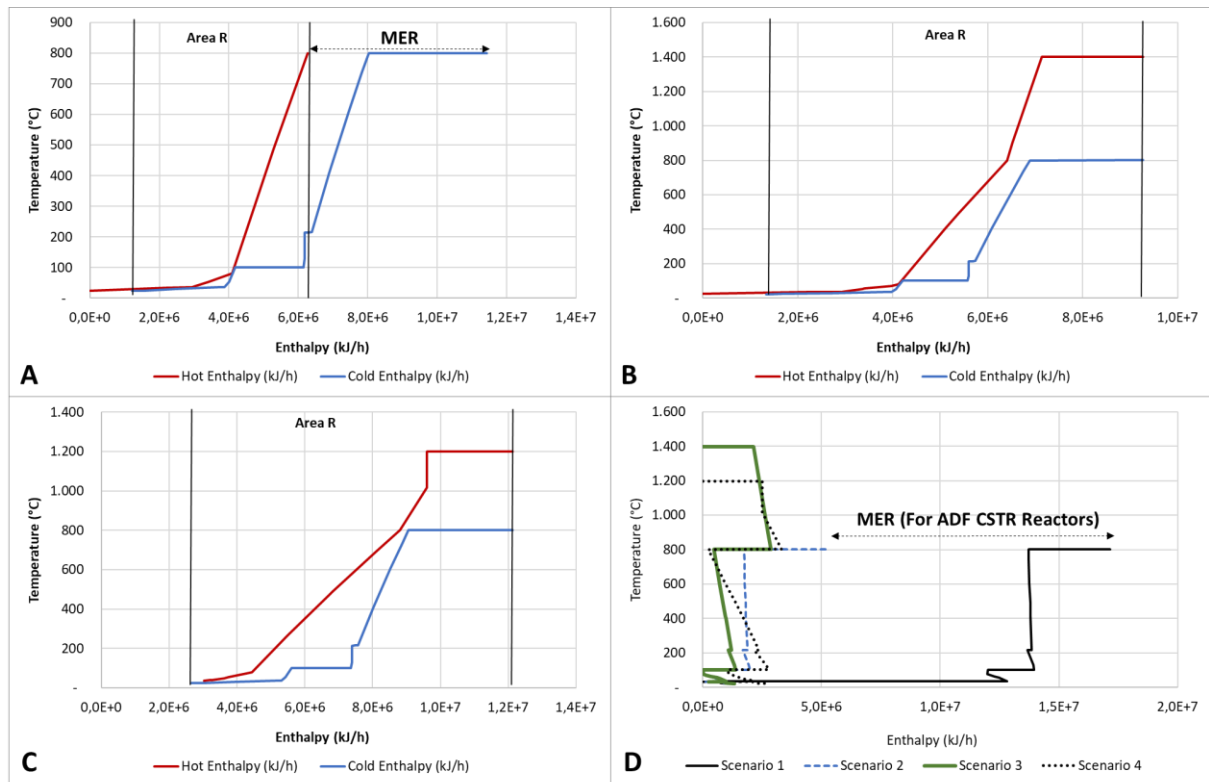 900
800
700
600
500
400
300
200
100
-
Temperature (°C)
Area R
MER
0,0E+0 2,0E+6 4,0E+6 6,0E+6 8,0E+6 1,0E+7 1,2E+7 1,4E+7
Enthalpy (kJ/h)
A
Hot Enthalpy (kJ/h) Cold Enthalpy (kJ/h)
1.600
1.400
1.200
1.000
800
600
400
200
-
Temperature (°C)
Area R
0,0E+0 2,0E+6 4,0E+6 6,0E+6 8,0E+6 1,0E+7
Enthalpy (kJ/h)
B
Hot Enthalpy (kJ/h) Cold Enthalpy (kJ/h)
1.400
1.200
1.000
800
600
400
200
-
Temperature (°C)
Area R
0,0E+0 2,0E+6 4,0E+6 6,0E+6 8,0E+6 1,0E+7 1,2E+7 1,4E+7
Enthalpy (kJ/h)
C
Hot Enthalpy (kJ/h) Cold Enthalpy (kJ/h)
1.600
1.400
1.200
1.000
800
600
400
200
-
Temperature (°C)
MER (For ADF CSTR Reactors)
0,0E+0 5,0E+6 1,0E+7 1,5E+7 2,0E+7
Enthalpy (kJ/h)
D
Scenario 1 Scenario 2 Scenario 3 Scenario 4